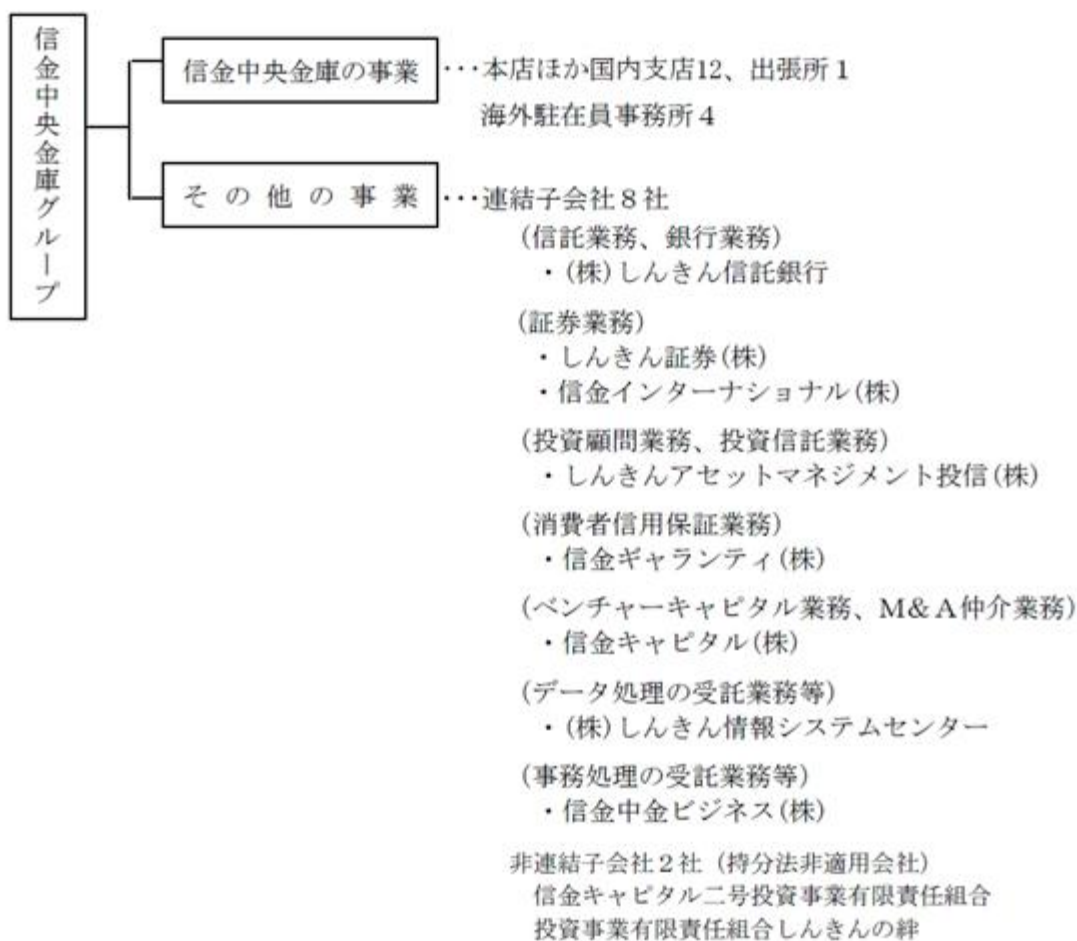 信金中央金庫グループ
信金中央金庫の事業 ···本店ほか国内支店12、出張所1
海外駐在員事務所4
その他の事業 ···連結子会社8社
(信託業務、銀行業務)
・(株)しんきん信託銀行
(証券業務)
・しんきん証券(株)
・信金インターナショナル(株)
(投資顧問業務、投資信託業務)
・しんきんアセットマネジメント投信(株)
(消費者信用保証業務)
・信金ギャランティ(株)
(ベンチャーキャピタル業務、M&A仲介業務)
・信金キャピタル(株)
(データ処理の受託業務等)
・(株)しんきん情報システムセンター
(事務処理の受託業務等)
・信金中金ビジネス(株)
非連結子会社2社（持分法非適用会社）
信金キャピタル二号投資事業有限責任組合
投資事業有限責任組合しんきんの絆